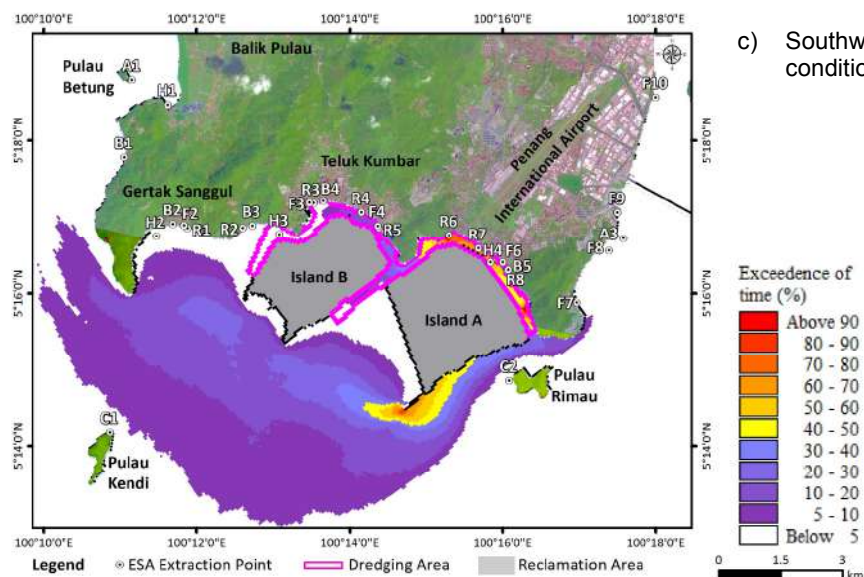 100°10'0"E 100°12'0"E 100°14'0"E 100°16'0"E 100°18'0"E
c) Southw
condition
Balik Pulau
Pulau
Betung
A1
H1
F10
5°18'0"N
5°18'0"N
B1
Penang
International Airport
Teluk Kumbar
Gertak Sanggul
R3 B4
F3
R4
F4
F9
B2
F2
H2
R1
R2
B3
H3
R5
R6
R7
H4
F6
B5
R8
A3
F8
Island B
5°16'0"N
5°16'0"N
Island A
F7
C2
Pulau
Rimau
C1
Pulau
Kendi
5°14'0"N
5°14'0"N
Exceedence of
time (%)
Above 90
80 - 90
70 - 80
60 - 70
50 - 60
40 - 50
30 - 40
20 - 30
10 - 20
5 - 10
Below 5
100°10'0"E 100°12'0"E 100°14'0"E 100°16'0"E 100°18'0"E
Legend ESA Extraction Point Dredging Area Reclamation Area
0 1.5 3
km